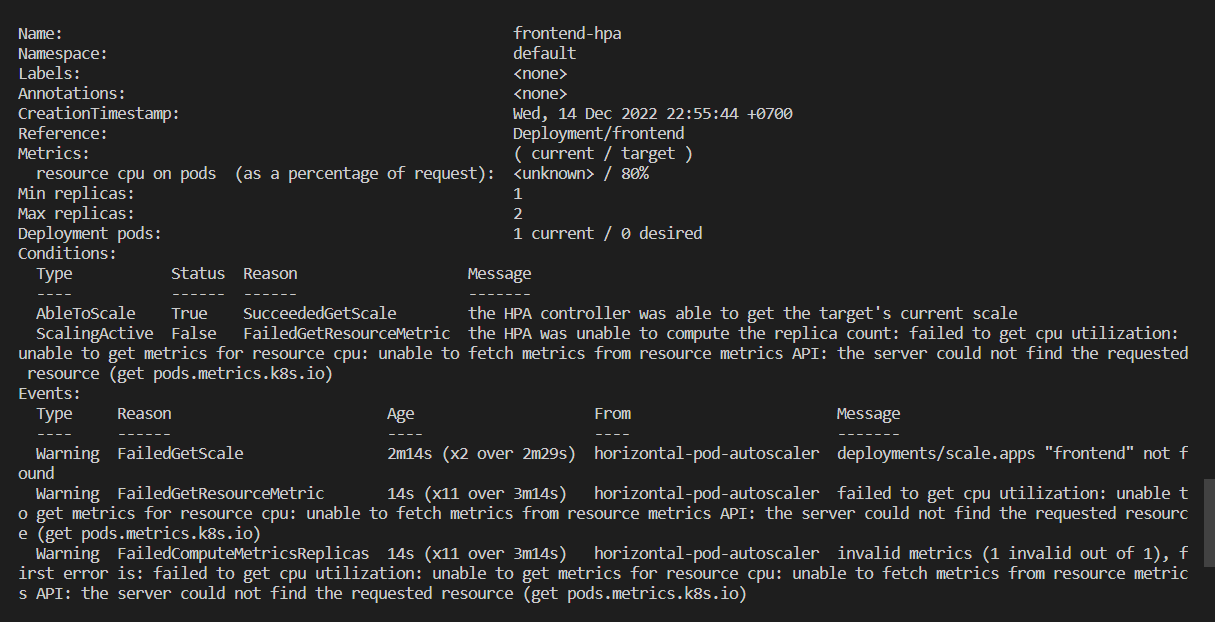 Name:                                                  frontend-hpa
Namespace:                                             default
Labels:                                                <none>
Annotations:                                           <none>
CreationTimestamp:                                     Wed, 14 Dec 2022 22:55:44 +0700
Reference:                                             Deployment/frontend
Metrics:                                               ( current / target )
  resource cpu on pods  (as a percentage of request):  <unknown> / 80%
Min replicas:                                          1
Max replicas:                                          2
Deployment pods:                                       1 current / 0 desired
Conditions:
  Type           Status  Reason                   Message
  ----           ------  ------                   -------
  AbleToScale    True    SucceededGetScale        the HPA controller was able to get the target's current scale
  ScalingActive  False   FailedGetResourceMetric  the HPA was unable to compute the replica count: failed to get cpu utilization:
unable to get metrics for resource cpu: unable to fetch metrics from resource metrics API: the server could not find the requested
 resource (get pods.metrics.k8s.io)
Events:
  Type     Reason                        Age                    From                       Message
  ----     ------                        ----                   ----                       -------
  Warning  FailedGetScale                2m14s (x2 over 2m29s)  horizontal-pod-autoscaler  deployments/scale.apps "frontend" not f
ound
  Warning  FailedGetResourceMetric       14s (x11 over 3m14s)   horizontal-pod-autoscaler  failed to get cpu utilization: unable t
o get metrics for resource cpu: unable to fetch metrics from resource metrics API: the server could not find the requested resourc
e (get pods.metrics.k8s.io)
  Warning  FailedComputeMetricsReplicas  14s (x11 over 3m14s)   horizontal-pod-autoscaler  invalid metrics (1 invalid out of 1), f
irst error is: failed to get cpu utilization: unable to get metrics for resource cpu: unable to fetch metrics from resource metric
s API: the server could not find the requested resource (get pods.metrics.k8s.io)